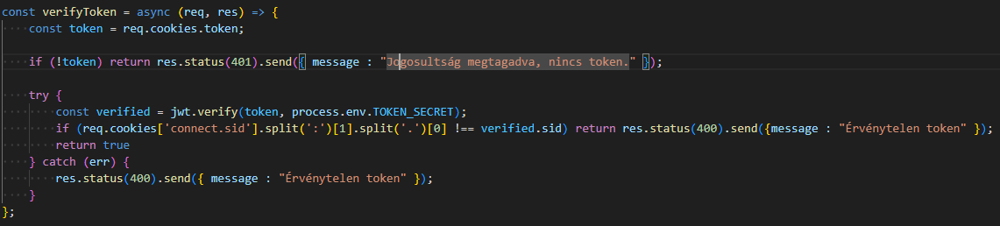 const verifyToken = async (req, res) => {
const token = req.cookies.token;
if (!token) return res.status(401).send({ message : "Jogosultság megtagadva, nincs token." });
try {
const verified = jwt.verify(token, process.env.TOKEN_SECRET);
if (req.cookies['connect.sid'].split(':')[1].split('.')[0] !== verified.sid) return res.status(400).send({message : "Érvénytelen token" });
return true
} catch (err) {
res.status(400).send({ message : "Érvénytelen token" });
}
};